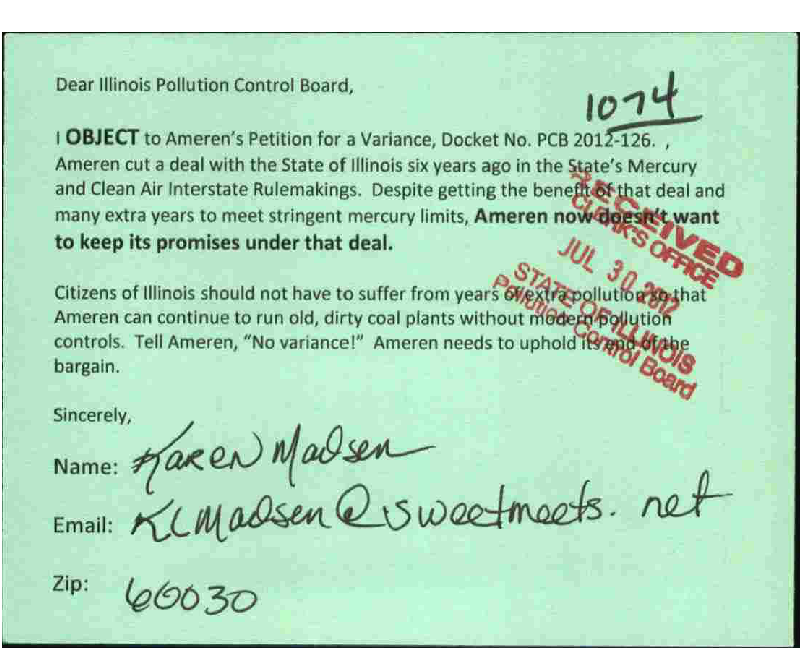 Dear Illinois Pollution Control Board,
1074
I OBJECT to Ameren's Petition for a Variance, Docket No. PCB 2012-126. ,
Ameren cut a deal with the State of Illinois six years ago in the State's Mercury
and Clean Air Interstate Rulemakings. Despite getting the benefit of that deal and
many extra years to meet stringent mercury limits, Ameren now doesn't want
to keep its promises under that deal.
RECEIVED
CLERK'S OFFICE
JUL 30 2012
STATE OF ILLINOIS
Pollution Control Board
Citizens of Illinois should not have to suffer from years of extra pollution so that
Ameren can continue to run old, dirty coal plants without modern pollution
controls. Tell Ameren, "No variance!" Ameren needs to uphold its end of the
bargain.
Sincerely,
Name: Karen Madsen
Email: KLMadsen@sweetmeets.net
Zip: 60030